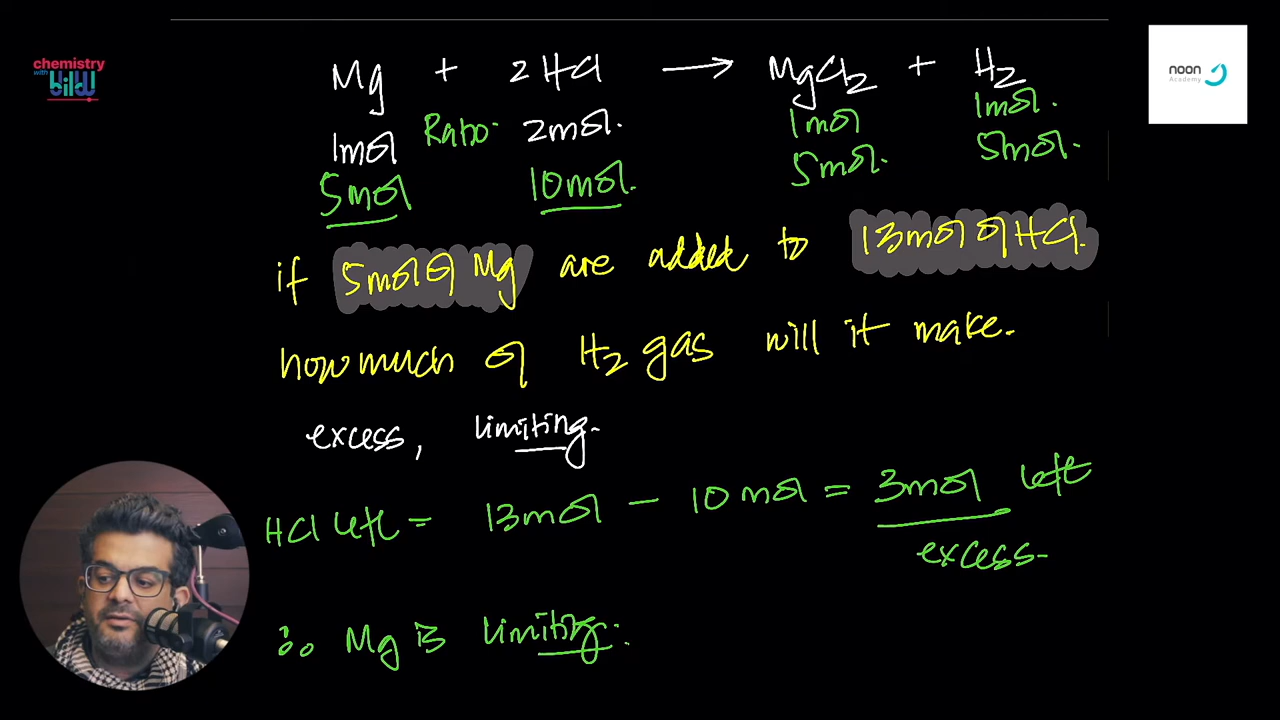 chemistry
with bilal
noon
Academy
Mg + 2HCl → MgCl2 + H2
1mol Ratio. 2mol. 1mol 1mol.
5mol 10mol. 5mol. 5mol.
if 5mol of Mg are added to 13mol of HCl.
how much of H2 gas will it make.
excess, limiting.
HCl left = 13mol - 10mol = 3mol left
excess.
∴ Mg is limiting.